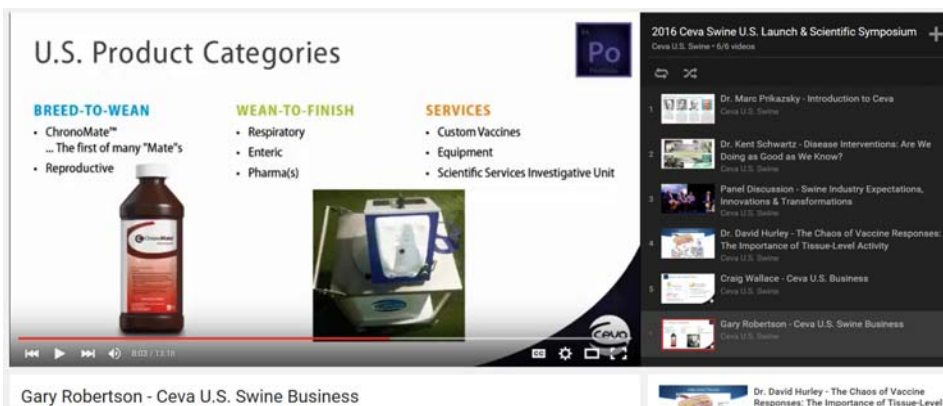 U.S. Product Categories
Po
BREED-TO-WEAN
• ChronoMate™
... The first of many "Mate"s
• Reproductive
WEAN-TO-FINISH
• Respiratory
• Enteric
• Pharma(s)
SERVICES
• Custom Vaccines
• Equipment
• Scientific Services Investigative Unit
ChronoMate
ceva
8:03 / 13:18
CC
2016 Ceva Swine U.S. Launch & Scientific Symposium
Ceva U.S. Swine • 6/6 videos
1
Dr. Marc Prikazsky - Introduction to Ceva
Ceva U.S. Swine
2
Dr. Kent Schwartz - Disease Interventions: Are We
Doing as Good as We Know?
Ceva U.S. Swine
3
Panel Discussion - Swine Industry Expectations,
Innovations & Transformations
Ceva U.S. Swine
4
Dr. David Hurley - The Chaos of Vaccine Responses:
The Importance of Tissue-Level Activity
Ceva U.S. Swine
5
Craig Wallace - Ceva U.S. Business
Ceva U.S. Swine
Gary Robertson - Ceva U.S. Swine Business
Ceva U.S. Swine
Gary Robertson - Ceva U.S. Swine Business
Dr. David Hurley - The Chaos of Vaccine
Responses: The Importance of Tissue-Level